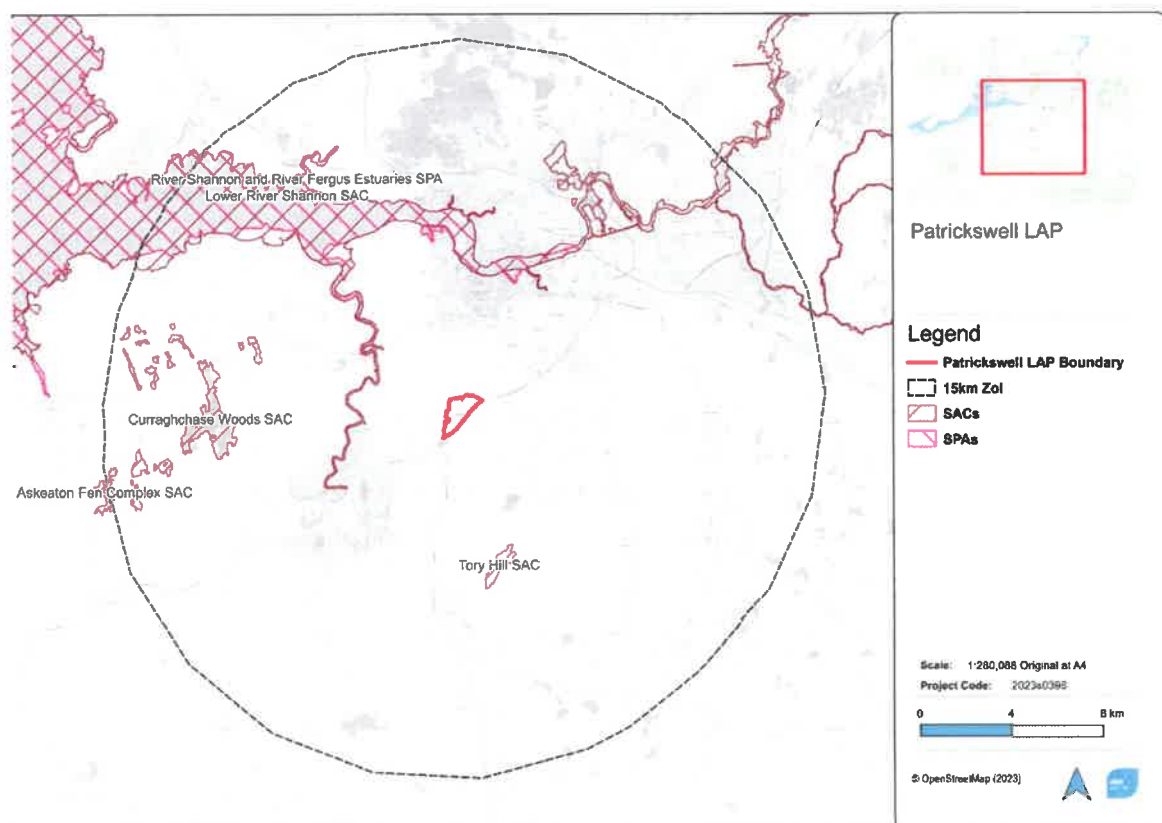 River Shannon and River Fergus Estuaries SPA
Lower River Shannon SAC
Curraghchase Woods SAC
Askeaton Fen Complex SAC
Tory Hill SAC
Patrickswell LAP
Legend
Patrickswell LAP Boundary
15km ZoI
SACs
SPAs
Scale: 1:280,088 Original at A4
Project Code: 2023s0396
0 4 8 km
© OpenStreetMap (2023)